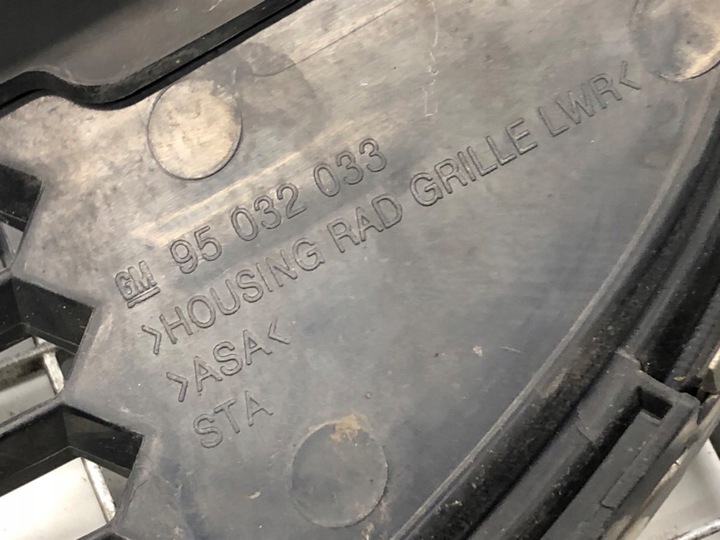 GM 95 032 033
>HOUSING RAD GRILLE LWR<
>ASA<
STA